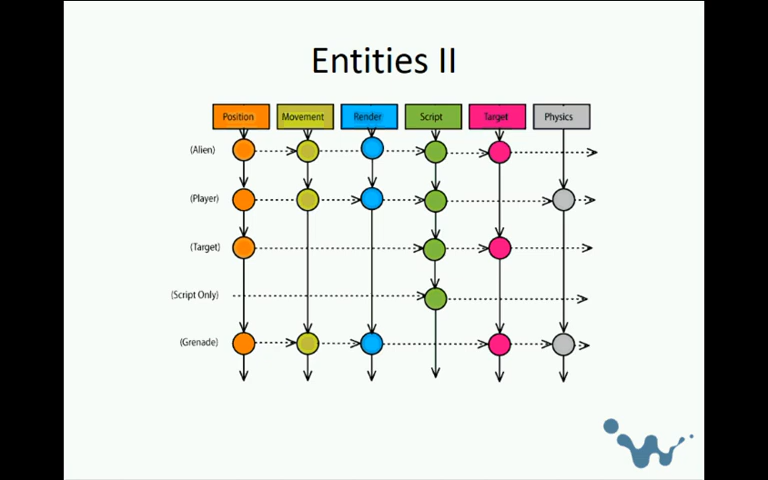 Entities II
Position Movement Render Script Target Physics
(Alien)
(Player)
(Target)
(Script Only)
(Grenade)